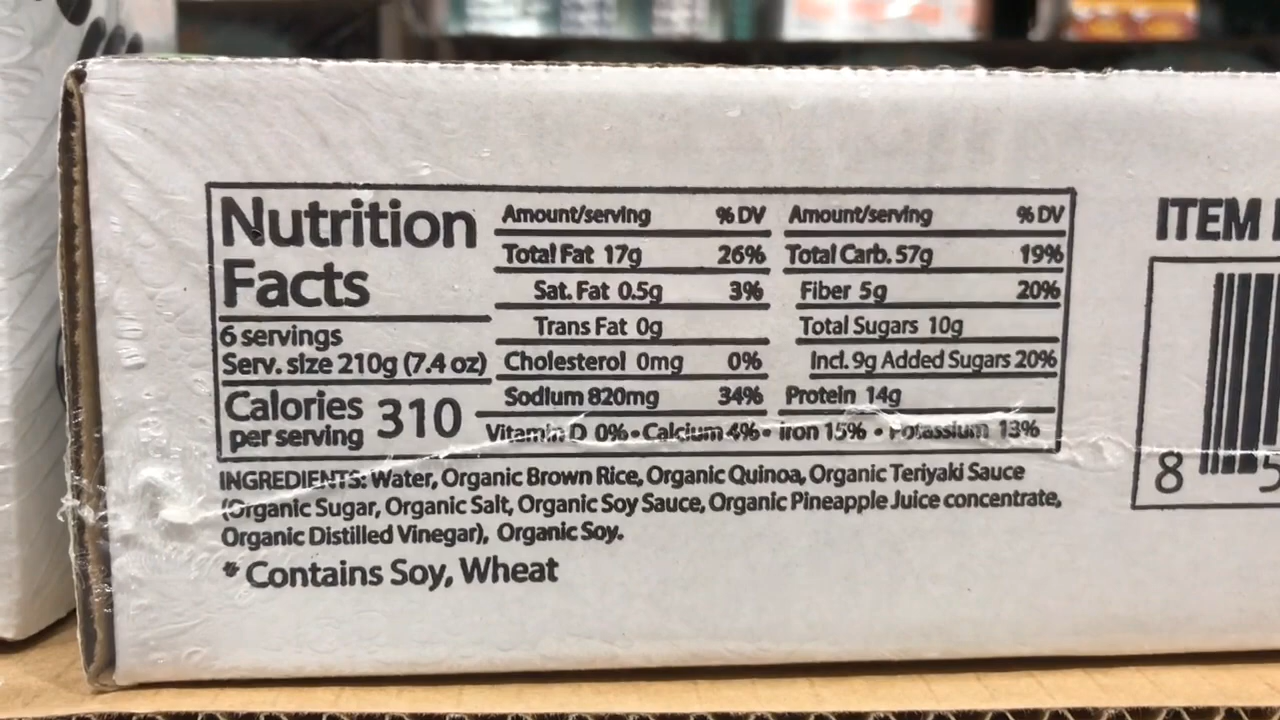 Nutrition
Facts
6 servings
Serv. size 210g (7.4 oz)
Calories
per serving 310
Amount/serving % DV
Total Fat 17g 26%
Sat. Fat 0.5g 3%
Trans Fat 0g
Cholesterol 0mg 0%
Sodium 820mg 34%
Amount/serving % DV
Total Carb. 57g 19%
Fiber 5g 20%
Total Sugars 10g
Incl. 9g Added Sugars 20%
Protein 14g
Vitamin D 0% • Calcium 4% • iron 15% • Potassium 13%
INGREDIENTS: Water, Organic Brown Rice, Organic Quinoa, Organic Teriyaki Sauce
(Organic Sugar, Organic Salt, Organic Soy Sauce, Organic Pineapple Juice concentrate,
Organic Distilled Vinegar), Organic Soy.
* Contains Soy, Wheat
ITEM
8 5